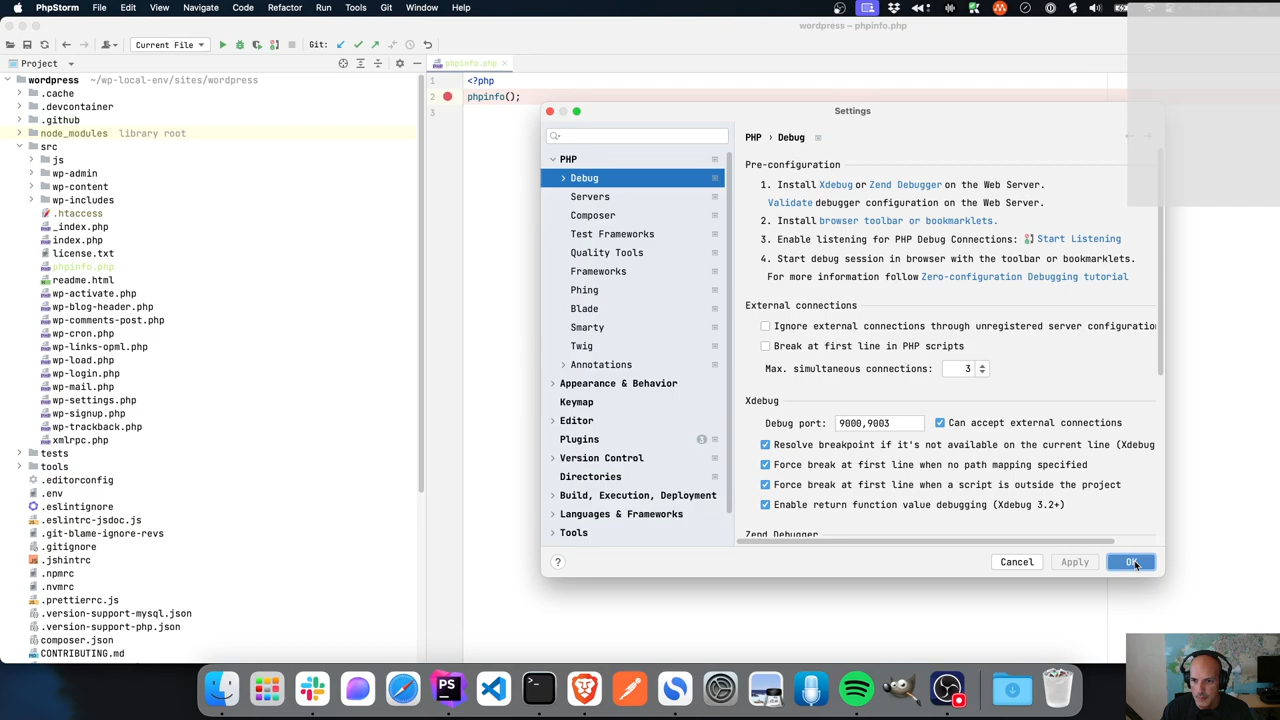 PhpStorm File Edit View Navigate Code Refactor Run Tools Git Window Help
wordpress – phpinfo.php
Current File
Git:
Project
phpinfo.php
wordpress ~/wp-local-env/sites/wordpress
.cache
.devcontainer
.github
node_modules library root
src
js
wp-admin
wp-content
wp-includes
.htaccess
_index.php
index.php
license.txt
phpinfo.php
readme.html
wp-activate.php
wp-blog-header.php
wp-comments-post.php
wp-cron.php
wp-links-opml.php
wp-load.php
wp-login.php
wp-mail.php
wp-settings.php
wp-signup.php
wp-trackback.php
xmlrpc.php
tests
tools
.editorconfig
.env
.eslintignore
.eslintrc-jsdoc.js
.git-blame-ignore-revs
.gitignore
.jshintrc
.npmrc
.nvmrc
.prettierrc.js
.version-support-mysql.json
.version-support-php.json
composer.json
CONTRIBUTING.md
1 <?php
2 phpinfo();
3
Settings
PHP
Debug
Servers
Composer
Test Frameworks
Quality Tools
Frameworks
Phing
Blade
Smarty
Twig
Annotations
Appearance & Behavior
Keymap
Editor
Plugins 3
Version Control
Directories
Build, Execution, Deployment
Languages & Frameworks
Tools
PHP › Debug
Pre-configuration
1. Install Xdebug or Zend Debugger on the Web Server.
Validate debugger configuration on the Web Server.
2. Install browser toolbar or bookmarklets.
3. Enable listening for PHP Debug Connections: Start Listening
4. Start debug session in browser with the toolbar or bookmarklets.
For more information follow Zero-configuration Debugging tutorial
External connections
Ignore external connections through unregistered server configuratio
Break at first line in PHP scripts
Max. simultaneous connections: 3
Xdebug
Debug port: 9000,9003 Can accept external connections
Resolve breakpoint if it's not available on the current line (Xdebug
Force break at first line when no path mapping specified
Force break at first line when a script is outside the project
Enable return function value debugging (Xdebug 3.2+)
Zend Debugger
? Cancel Apply OK
PS